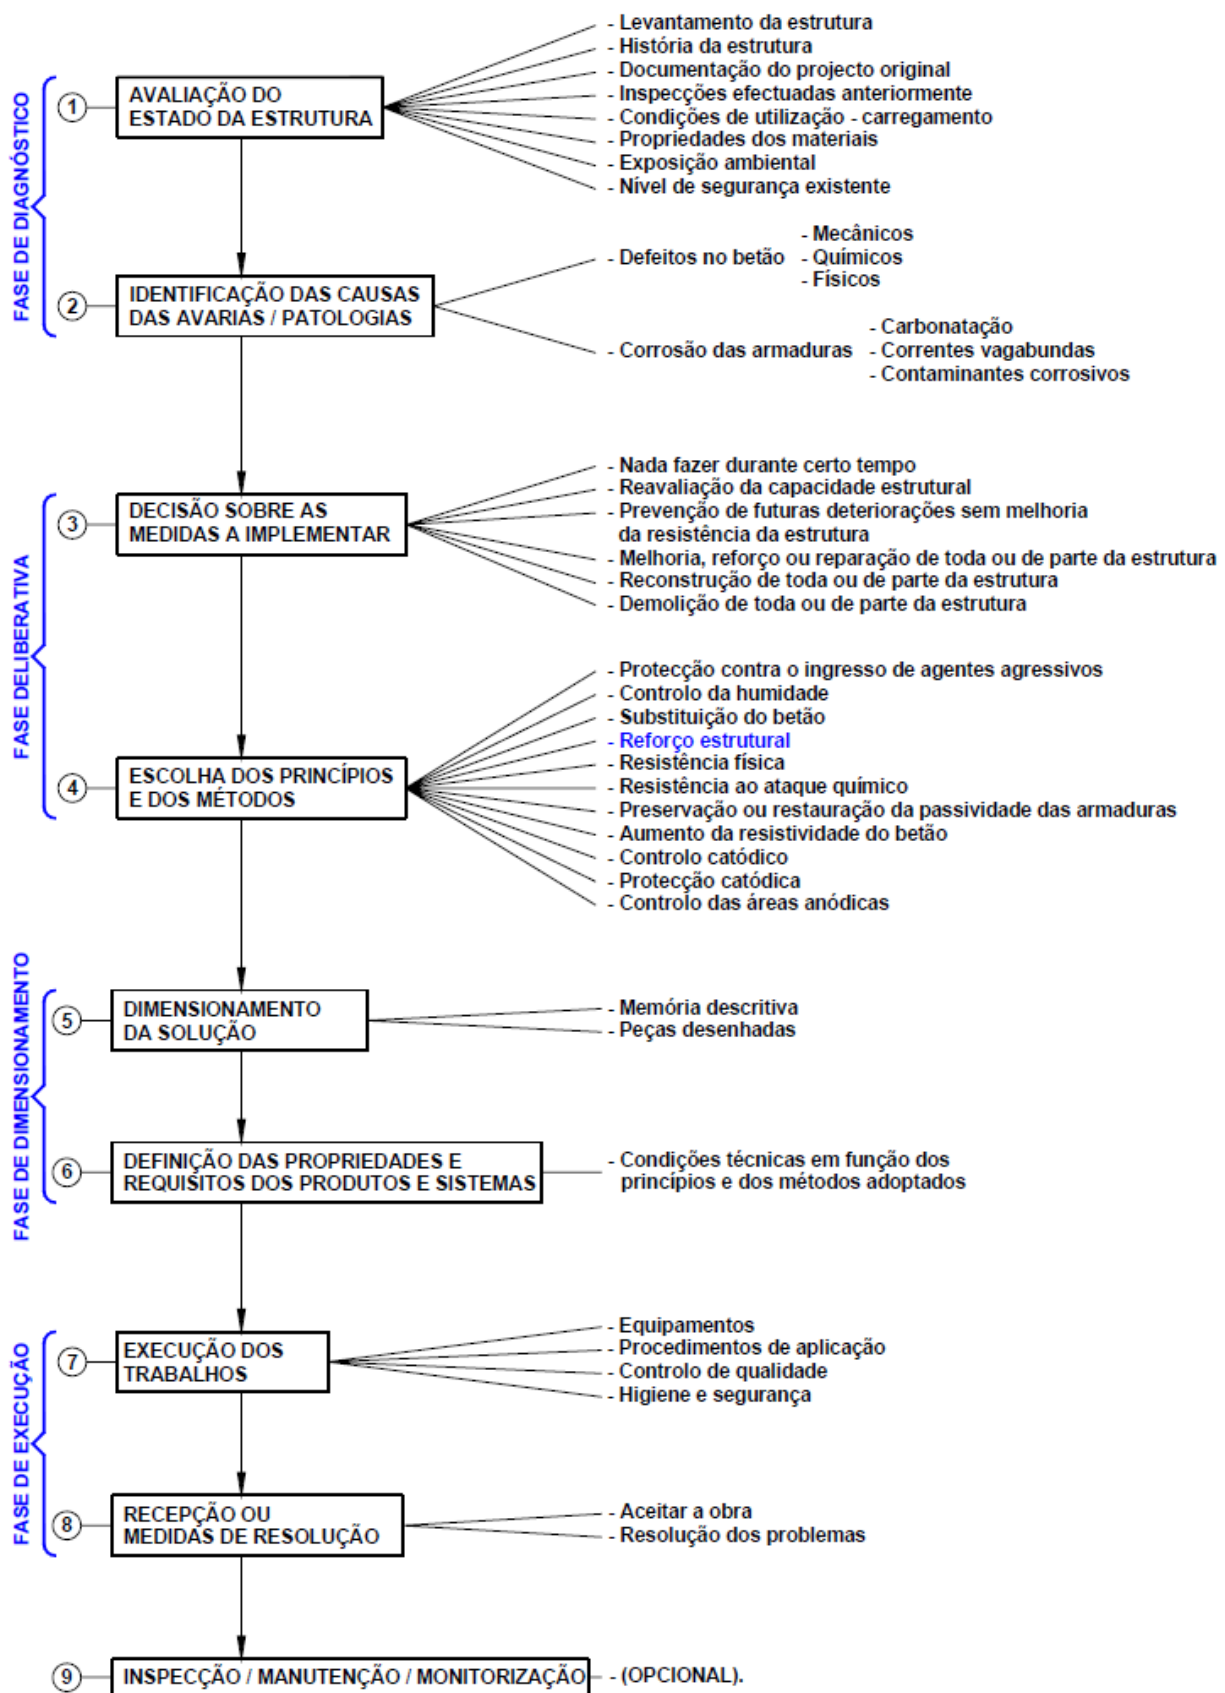 FASE DE DIAGNÓSTICO
1
AVALIAÇÃO DO
ESTADO DA ESTRUTURA
- Levantamento da estrutura
- História da estrutura
- Documentação do projecto original
- Inspecções efectuadas anteriormente
- Condições de utilização - carregamento
- Propriedades dos materiais
- Exposição ambiental
- Nível de segurança existente
2
IDENTIFICAÇÃO DAS CAUSAS
DAS AVARIAS / PATOLOGIAS
- Defeitos no betão
- Mecânicos
- Químicos
- Físicos
- Corrosão das armaduras
- Carbonatação
- Correntes vagabundas
- Contaminantes corrosivos
FASE DELIBERATIVA
3
DECISÃO SOBRE AS
MEDIDAS A IMPLEMENTAR
- Nada fazer durante certo tempo
- Reavaliação da capacidade estrutural
- Prevenção de futuras deteriorações sem melhoria
da resistência da estrutura
- Melhoria, reforço ou reparação de toda ou de parte da estrutura
- Reconstrução de toda ou de parte da estrutura
- Demolição de toda ou de parte da estrutura
4
ESCOLHA DOS PRINCÍPIOS
E DOS MÉTODOS
- Protecção contra o ingresso de agentes agressivos
- Controlo da humidade
- Substituição do betão
- Reforço estrutural
- Resistência física
- Resistência ao ataque químico
- Preservação ou restauração da passividade das armaduras
- Aumento da resistividade do betão
- Controlo catódico
- Protecção catódica
- Controlo das áreas anódicas
FASE DE DIMENSIONAMENTO
5
DIMENSIONAMENTO
DA SOLUÇÃO
- Memória descritiva
- Peças desenhadas
6
DEFINIÇÃO DAS PROPRIEDADES E
REQUISITOS DOS PRODUTOS E SISTEMAS
- Condições técnicas em função dos
princípios e dos métodos adoptados
FASE DE EXECUÇÃO
7
EXECUÇÃO DOS
TRABALHOS
- Equipamentos
- Procedimentos de aplicação
- Controlo de qualidade
- Higiene e segurança
8
RECEPÇÃO OU
MEDIDAS DE RESOLUÇÃO
- Aceitar a obra
- Resolução dos problemas
9
INSPECÇÃO / MANUTENÇÃO / MONITORIZAÇÃO
- (OPCIONAL).